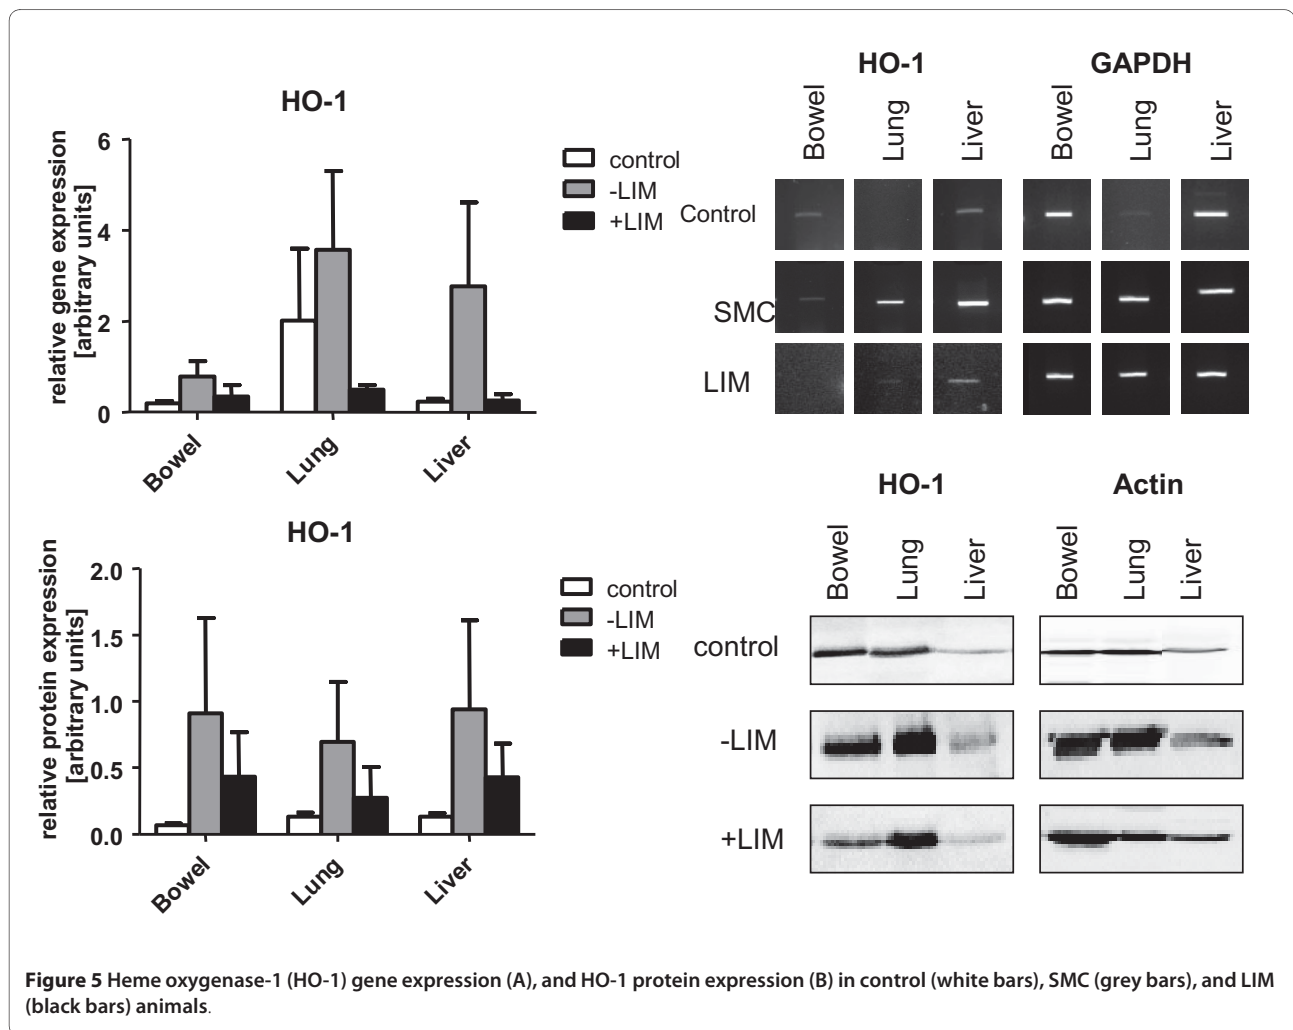 HO-1
relative gene expression
[arbitrary units]
6
4
2
0
Bowel
Lung
Liver
control
-LIM
+LIM
HO-1
GAPDH
Bowel
Lung
Liver
Bowel
Lung
Liver
Control
SMC
LIM
HO-1
relative protein expression
[arbitrary units]
2.0
1.5
1.0
0.5
0.0
Bowel
Lung
Liver
control
-LIM
+LIM
HO-1
Actin
Bowel
Lung
Liver
Bowel
Lung
Liver
control
-LIM
+LIM
Figure 5 Heme oxygenase-1 (HO-1) gene expression (A), and HO-1 protein expression (B) in control (white bars), SMC (grey bars), and LIM
(black bars) animals.